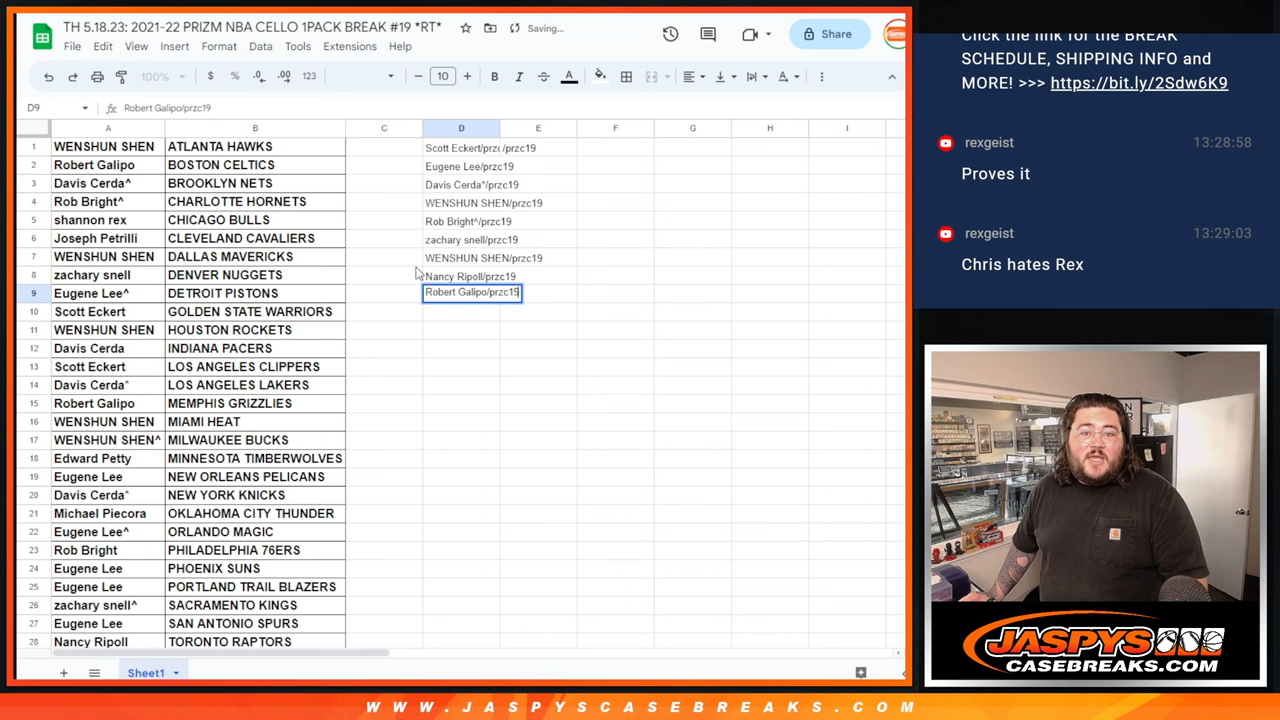 TH 5.18.23: 2021-22 PRIZM NBA CELLO 1PACK BREAK #19 *RT*
Saving...
File Edit View Insert Format Data Tools Extensions Help
Share
100% $ % .0 .00 123 10 B I A
D9 Robert Galipo/przc19
A B C D E F G H I
1 WENSHUN SHEN ATLANTA HAWKS Scott Eckert/przc /przc19
2 Robert Galipo BOSTON CELTICS Eugene Lee/przc19
3 Davis Cerda^ BROOKLYN NETS Davis Cerda*/przc19
4 Rob Bright^ CHARLOTTE HORNETS WENSHUN SHEN/przc19
5 shannon rex CHICAGO BULLS Rob Bright^/przc19
6 Joseph Petrilli CLEVELAND CAVALIERS zachary snell/przc19
7 WENSHUN SHEN DALLAS MAVERICKS WENSHUN SHEN/przc19
8 zachary snell DENVER NUGGETS Nancy Ripoll/przc19
9 Eugene Lee^ DETROIT PISTONS Robert Galipo/przc19
10 Scott Eckert GOLDEN STATE WARRIORS
11 WENSHUN SHEN HOUSTON ROCKETS
12 Davis Cerda INDIANA PACERS
13 Scott Eckert LOS ANGELES CLIPPERS
14 Davis Cerda* LOS ANGELES LAKERS
15 Robert Galipo MEMPHIS GRIZZLIES
16 WENSHUN SHEN MIAMI HEAT
17 WENSHUN SHEN^ MILWAUKEE BUCKS
18 Edward Petty MINNESOTA TIMBERWOLVES
19 Eugene Lee NEW ORLEANS PELICANS
20 Davis Cerda* NEW YORK KNICKS
21 Michael Piecora OKLAHOMA CITY THUNDER
22 Eugene Lee^ ORLANDO MAGIC
23 Rob Bright PHILADELPHIA 76ERS
24 Eugene Lee PHOENIX SUNS
25 Eugene Lee PORTLAND TRAIL BLAZERS
26 zachary snell^ SACRAMENTO KINGS
27 Eugene Lee SAN ANTONIO SPURS
28 Nancy Ripoll TORONTO RAPTORS
Sheet1
Click the link for the BREAK
SCHEDULE, SHIPPING INFO and
MORE! >>> https://bit.ly/2Sdw6K9
rexgeist 13:28:58
Proves it
rexgeist 13:29:03
Chris hates Rex
JASPYS
CASEBREAKS.COM
WWW.JASPYSCASEBREAKS.COM